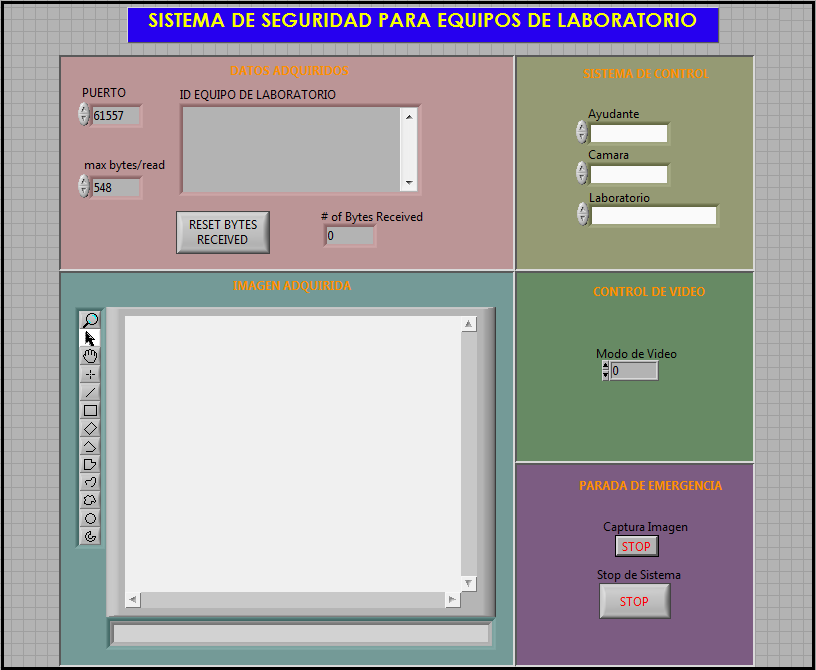 SISTEMA DE SEGURIDAD PARA EQUIPOS DE LABORATORIO
DATOS ADQUIRIDOS
PUERTO
61557
ID EQUIPO DE LABORATORIO
max bytes/read
548
RESET BYTES
RECEIVED
# of Bytes Received
0
SISTEMA DE CONTROL
Ayudante
Camara
Laboratorio
IMAGEN ADQUIRIDA
CONTROL DE VIDEO
Modo de Video
0
PARADA DE EMERGENCIA
Captura Imagen
STOP
Stop de Sistema
STOP